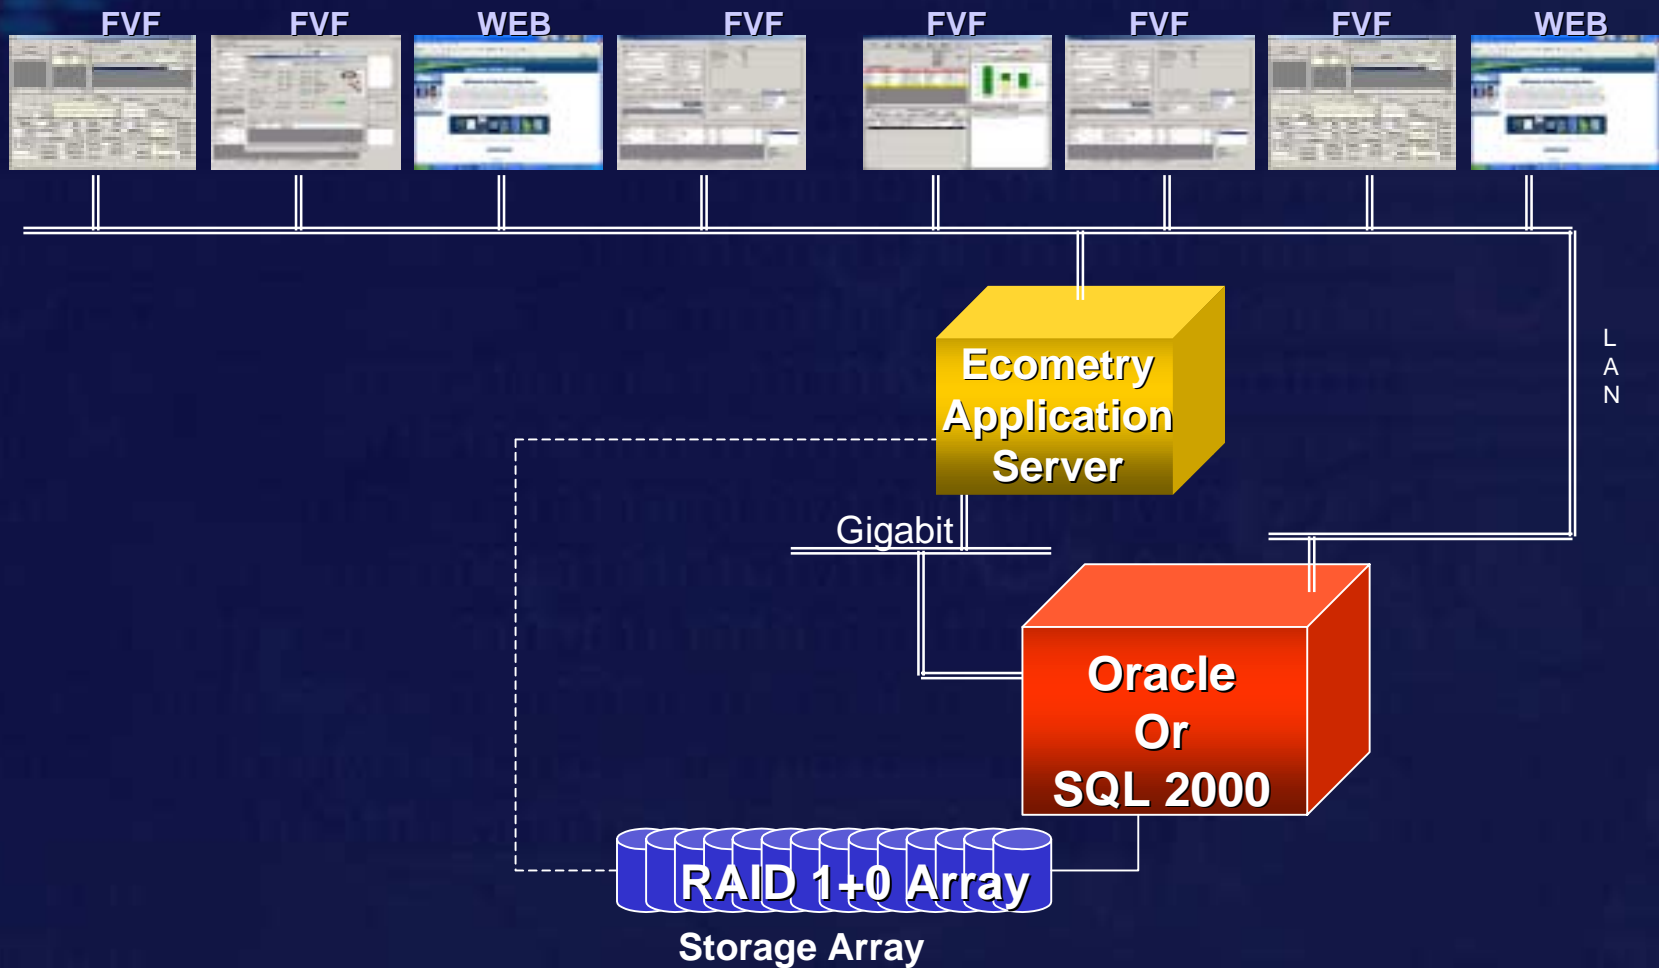 FVF FVF WEB FVF FVF FVF FVF WEB
LAN
Ecometry
Application
Server
Gigabit
Oracle
Or
SQL 2000
RAID 1+0 Array
Storage Array